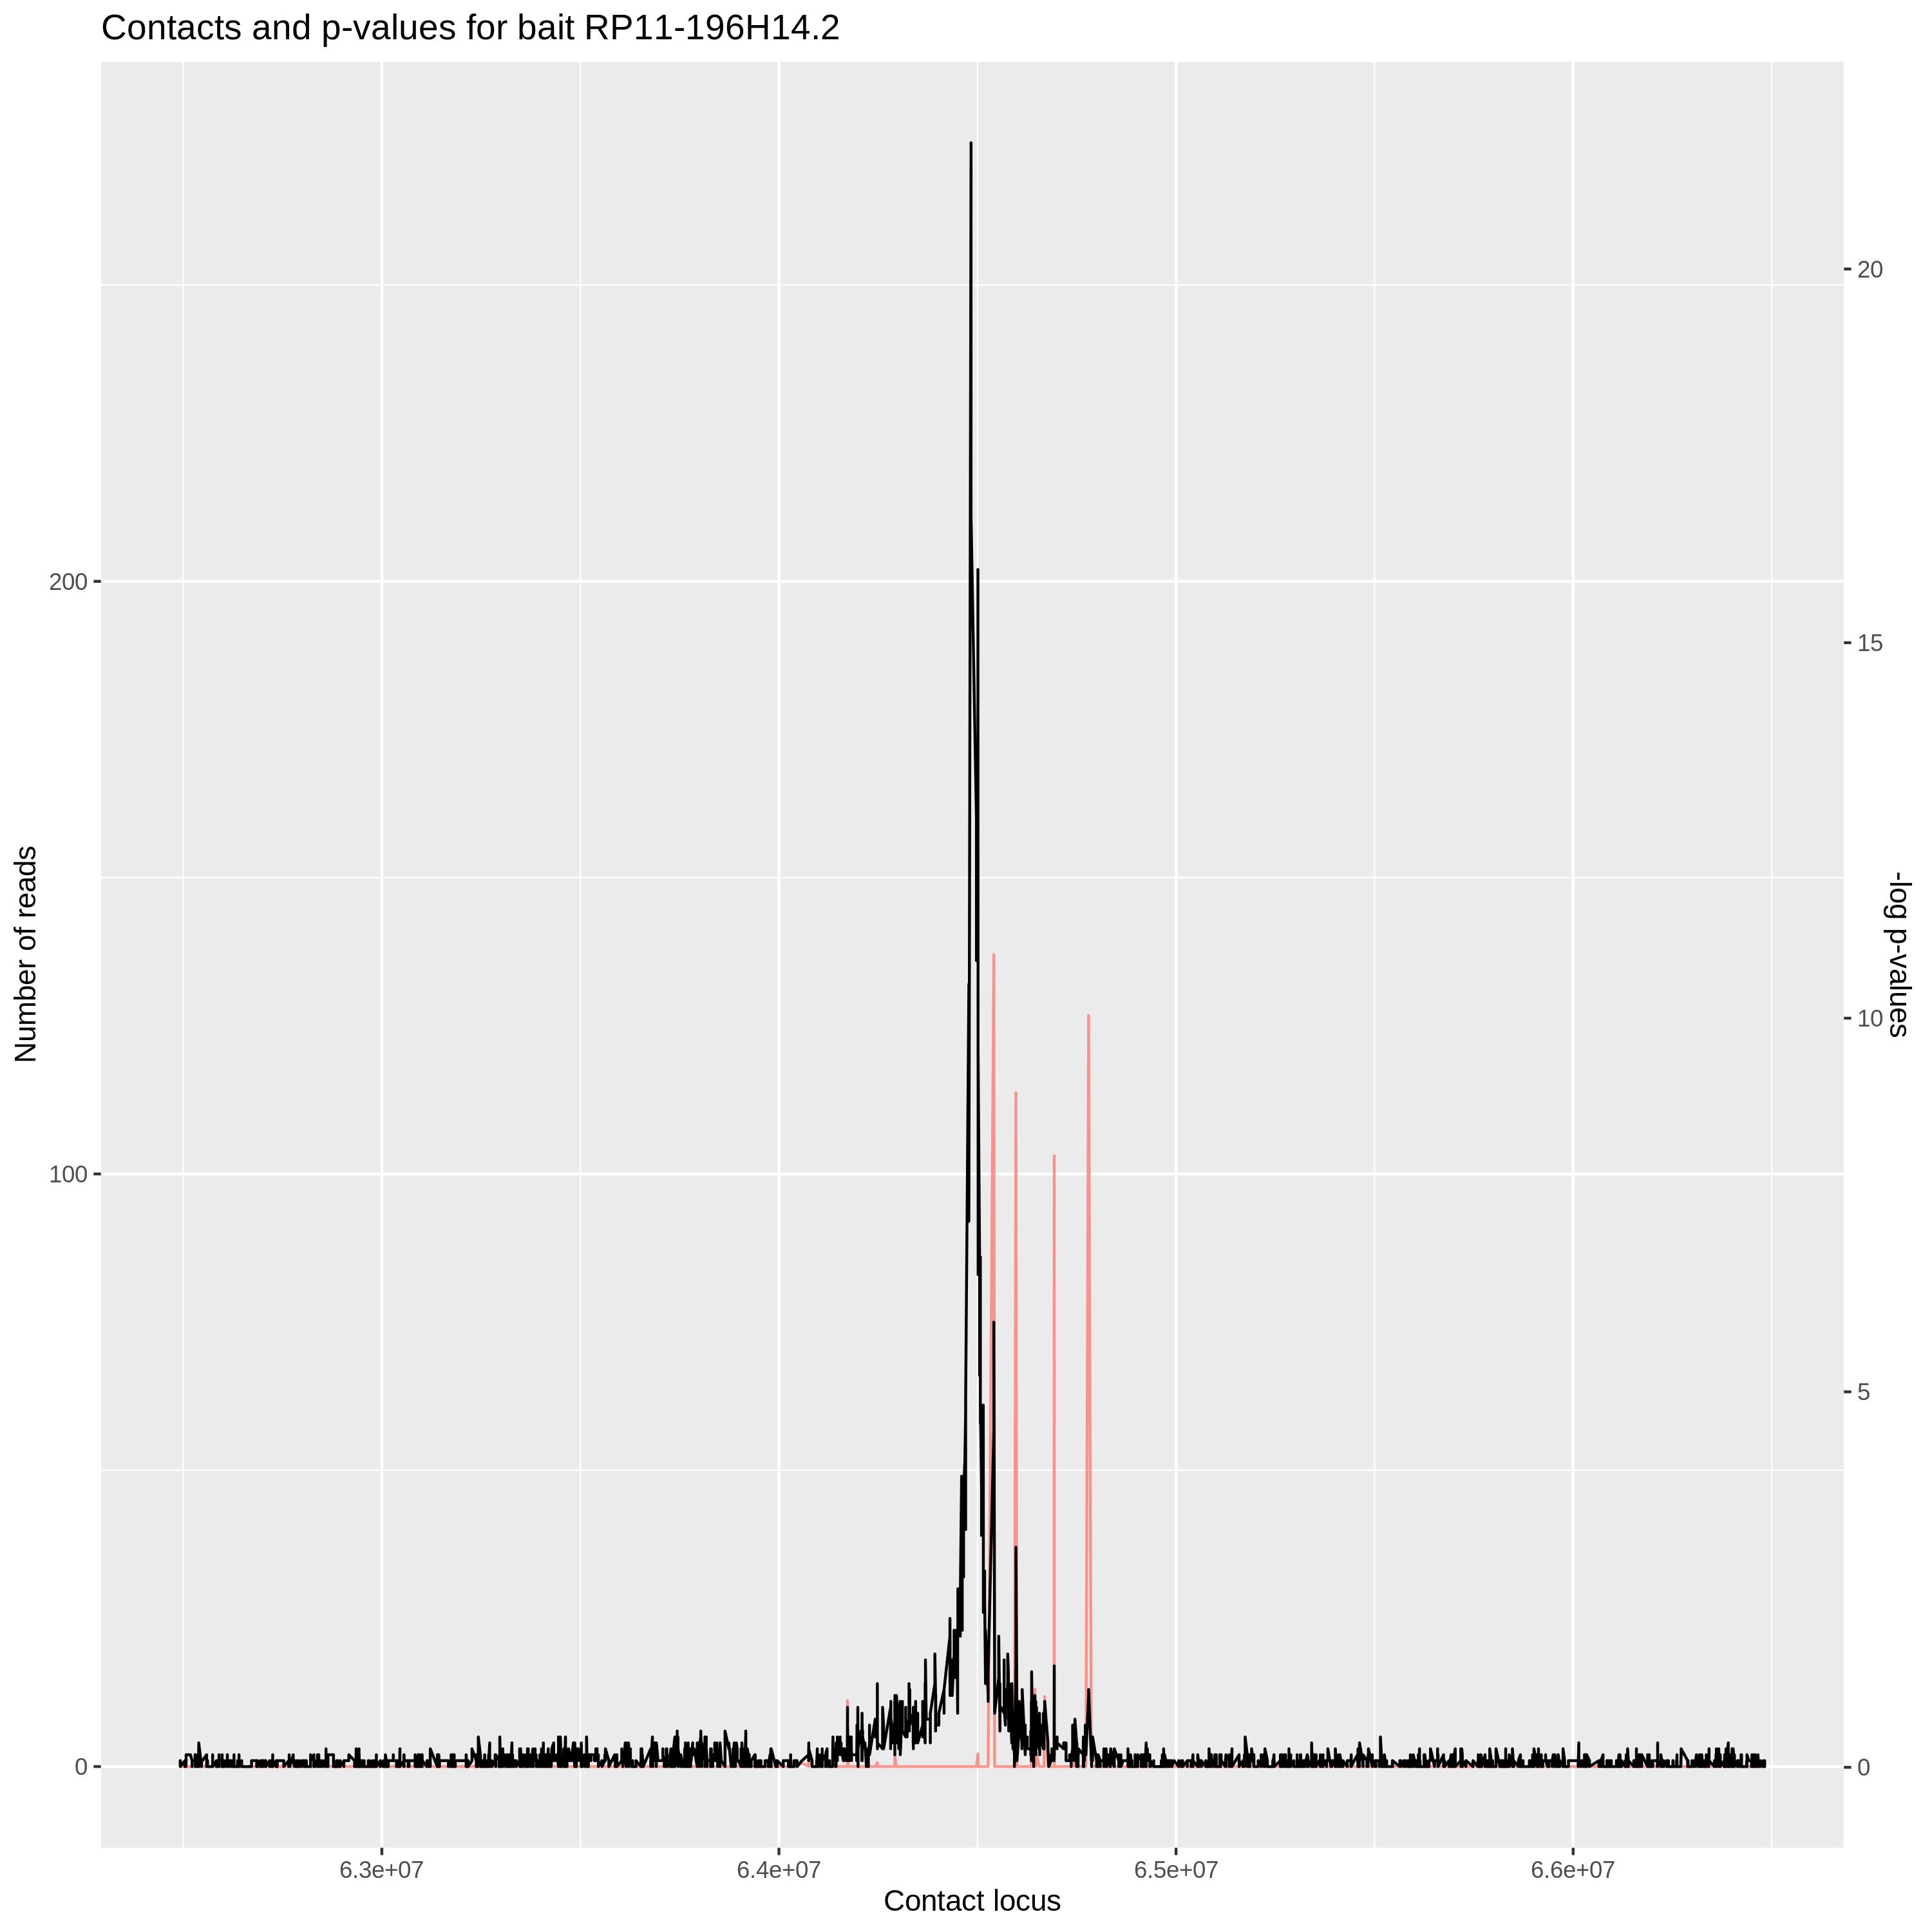 Contacts and p-values for bait RP11-196H14.2
Number of reads
200
100
0
20
15
10
5
0
-log p-values
6.3e+07 6.4e+07 6.5e+07 6.6e+07
Contact locus